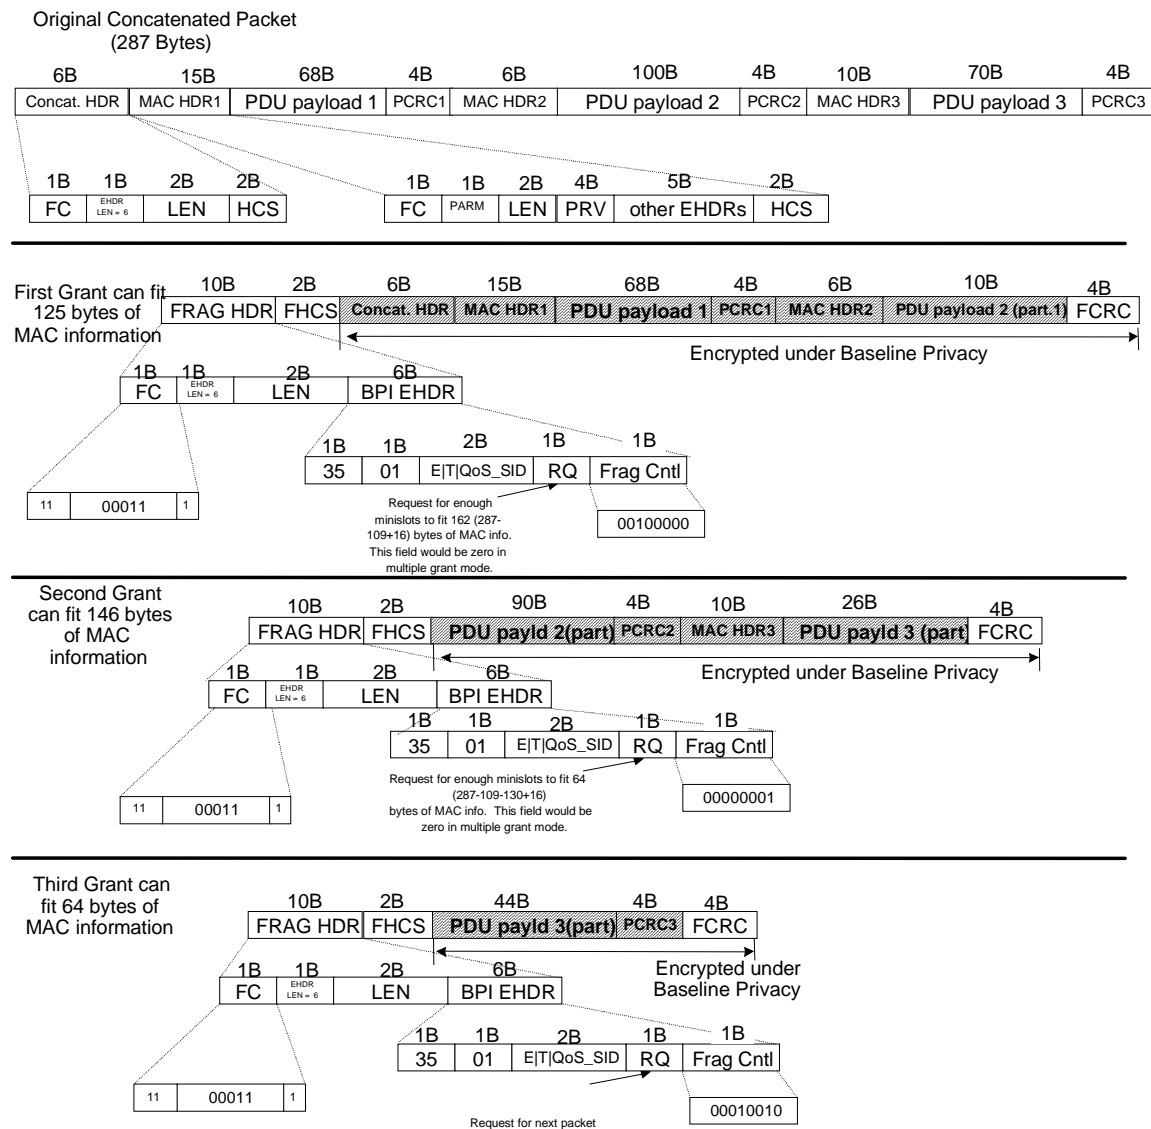 Original Concatenated Packet
(287 Bytes)
6B 15B 68B 4B 6B 100B 4B 10B 70B 4B
Concat. HDR MAC HDR1 PDU payload 1 PCRC1 MAC HDR2 PDU payload 2 PCRC2 MAC HDR3 PDU payload 3 PCRC3
1B 1B 2B 2B 1B 1B 2B 4B 5B 2B
FC EHDR LEN = 6 LEN HCS FC PARM LEN PRV other EHDRs HCS
First Grant can fit
125 bytes of
MAC information
10B 2B 6B 15B 68B 4B 6B 10B 4B
FRAG HDR FHCS Concat. HDR MAC HDR1 PDU payload 1 PCRC1 MAC HDR2 PDU payload 2 (part.1) FCRC
Encrypted under Baseline Privacy
1B 1B 2B 6B
FC EHDR LEN = 6 LEN BPI EHDR
1B 1B 2B 1B 1B
35 01 E|T|QoS_SID RQ Frag Cntl
11 00011 1
Request for enough
minislots to fit 162 (287-
109+16) bytes of MAC info.
This field would be zero in
multiple grant mode.
00100000
Second Grant
can fit 146 bytes
of MAC
information
10B 2B 90B 4B 10B 26B 4B
FRAG HDR FHCS PDU payld 2(part) PCRC2 MAC HDR3 PDU payld 3 (part) FCRC
Encrypted under Baseline Privacy
1B 1B 2B 6B
FC EHDR LEN = 6 LEN BPI EHDR
1B 1B 2B 1B 1B
35 01 E|T|QoS_SID RQ Frag Cntl
Request for enough minislots to fit 64
(287-109-130+16)
bytes of MAC info. This field would be
zero in multiple grant mode.
11 00011 1
00000001
Third Grant can
fit 64 bytes of
MAC information
10B 2B 44B 4B 4B
FRAG HDR FHCS PDU payld 3(part) PCRC3 FCRC
Encrypted under
Baseline Privacy
1B 1B 2B 6B
FC EHDR LEN = 6 LEN BPI EHDR
1B 1B 2B 1B 1B
35 01 E|T|QoS_SID RQ Frag Cntl
11 00011 1
00010010
Request for next packet